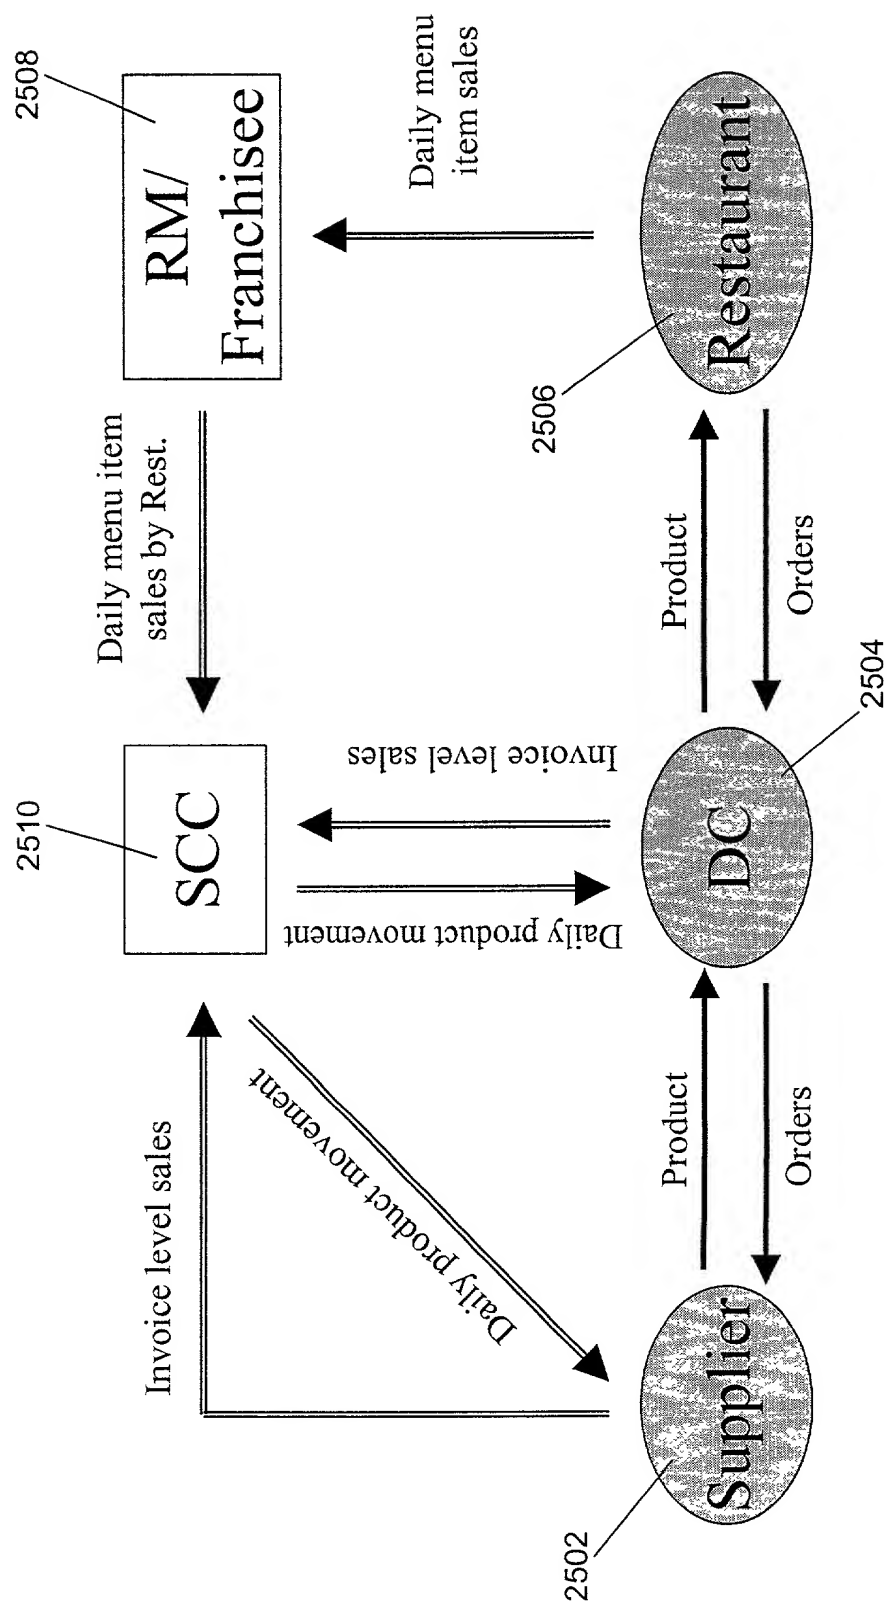 2510
2508
SCC
RM/
Franchisee
Daily menu item
sales by Rest.
Invoice level sales
Daily product movement
Daily product movement
Invoice level sales
Daily menu
item sales
2506
Supplier
DC
Restaurant
Product
Orders
Product
Orders
2502
2504